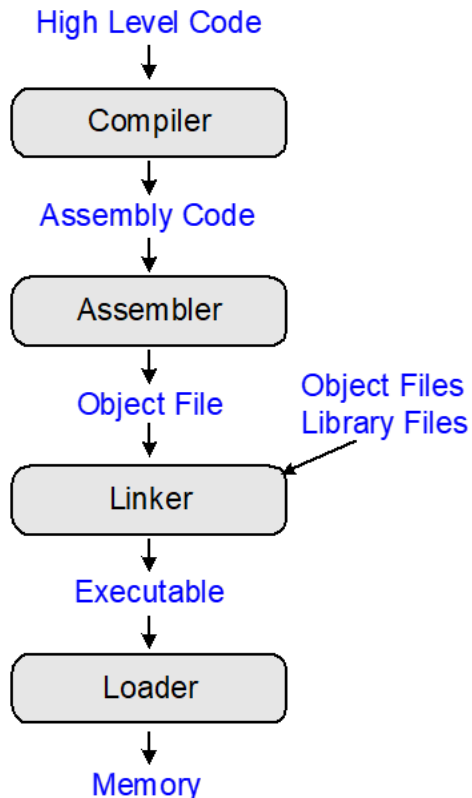 High Level Code
Compiler
Assembly Code
Assembler
Object File
Object Files
Library Files
Linker
Executable
Loader
Memory